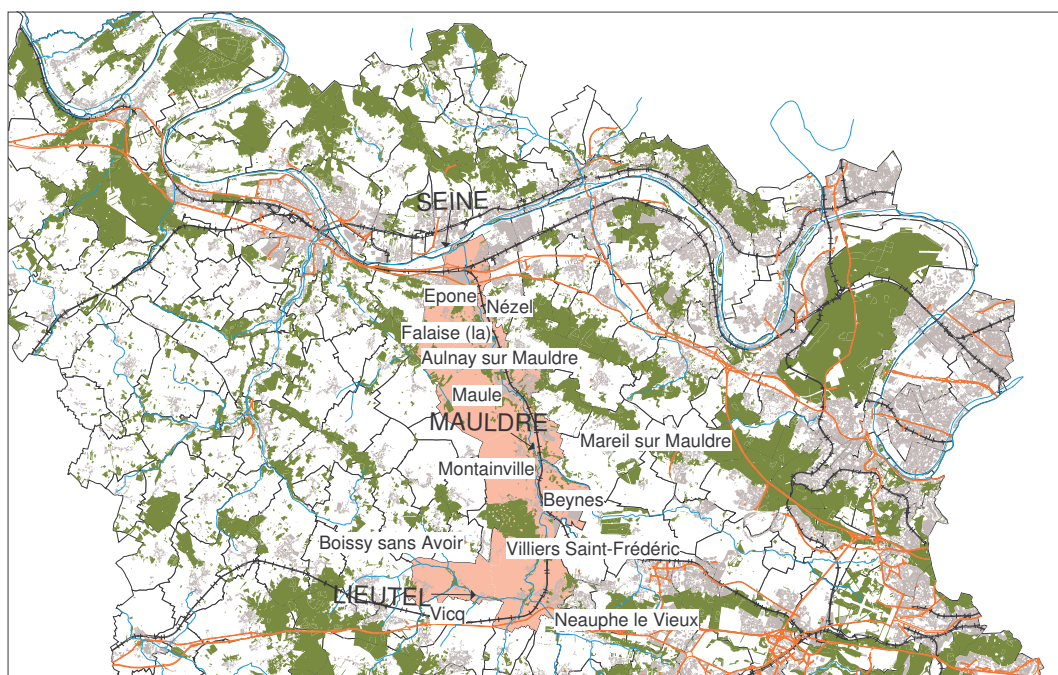 SEINE
Epone
Nézel
Falaise (la)
Aulnay sur Mauldre
Maule
MAULDRE
Mareil sur Mauldre
Montainville
Beynes
Boissy sans Avoir
Villiers Saint-Frédéric
LIEUTEL
Vicq
Neauphe le Vieux